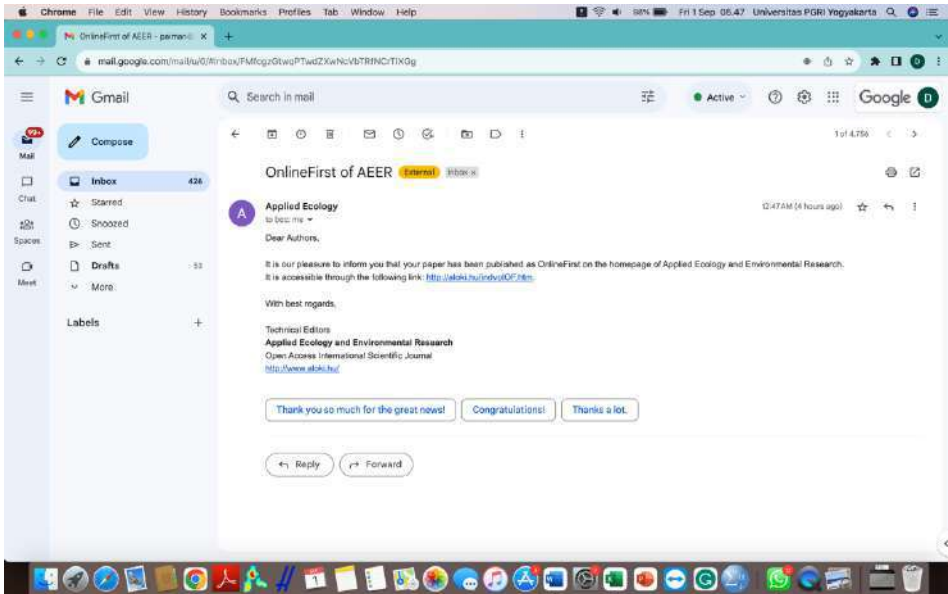 Chrome File Edit View History Bookmarks Profiles Tab Window Help
98% Fri 1 Sep 05.47 Universitas PGRI Yogyakarta
OnlineFirst of AEER - paiman@
mail.google.com/mail/u/0/#inbox/
Gmail
Search in mail
Active
Google
D
99+
Mail
Compose
1 of 4,756
Chat
Spaces
Meet
Inbox 426
Starred
Snoozed
Sent
Drafts 53
More
Labels
OnlineFirst of AEER External Inbox x
A
Applied Ecology
to bcc: me
12:47 AM (4 hours ago)
Dear Authors,
It is our pleasure to inform you that your paper has been published as OnlineFirst on the homepage of Applied Ecology and Environmental Research.
It is accessible through the following link: http://aloki.hu/indvolOF.htm.
With best regards,
Technical Editors
Applied Ecology and Environmental Research
Open Access International Scientific Journal
http://www.aloki.hu/
Thank you so much for the great news! Congratulations! Thanks a lot.
Reply Forward